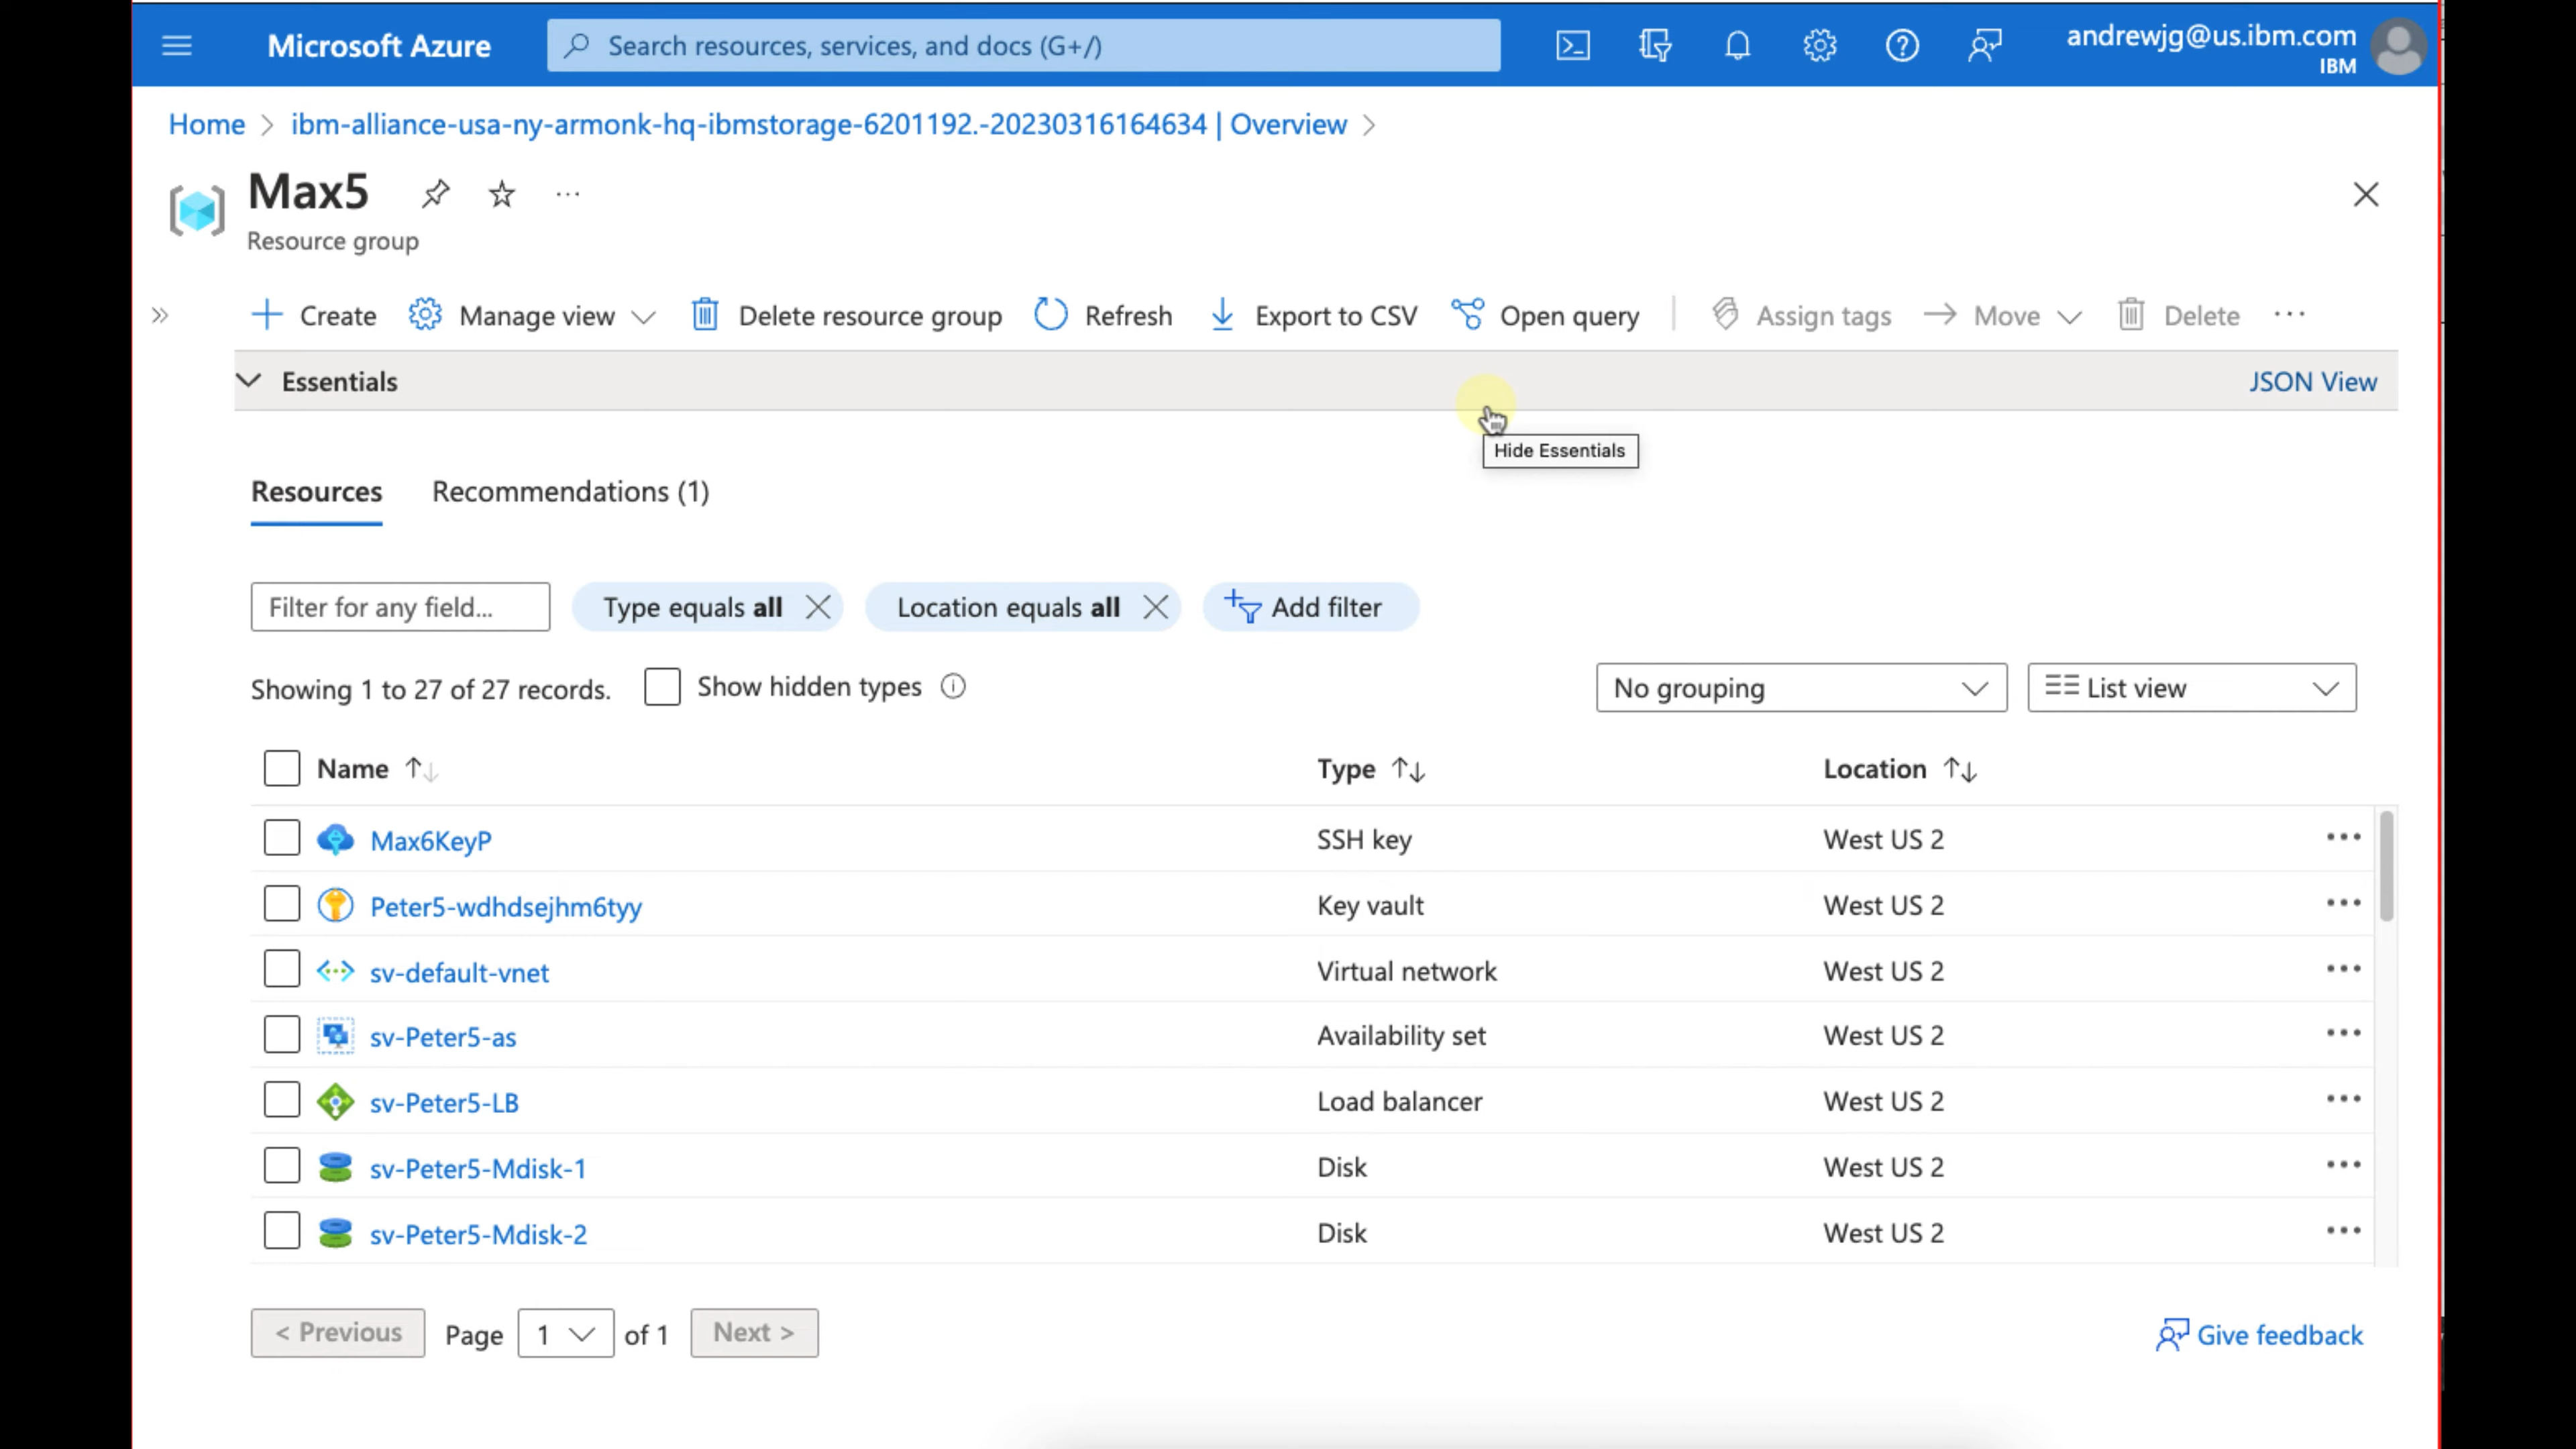 Microsoft Azure
Search resources, services, and docs (G+/)
andrewjg@us.ibm.com
IBM
Home
ibm-alliance-usa-ny-armonk-hq-ibmstorage-6201192.-20230316164634 | Overview
Max5
Resource group
Create
Manage view
Delete resource group
Refresh
Export to CSV
Open query
Assign tags
Move
Delete
Essentials
JSON View
Hide Essentials
Resources
Recommendations (1)
Filter for any field...
Type equals all
Location equals all
Add filter
Showing 1 to 27 of 27 records.
Show hidden types
No grouping
List view
Name
Type
Location
Max6KeyP
SSH key
West US 2
Peter5-wdhdsejhm6tyy
Key vault
West US 2
sv-default-vnet
Virtual network
West US 2
sv-Peter5-as
Availability set
West US 2
sv-Peter5-LB
Load balancer
West US 2
sv-Peter5-Mdisk-1
Disk
West US 2
sv-Peter5-Mdisk-2
Disk
West US 2
< Previous
Page
1
of 1
Next >
Give feedback